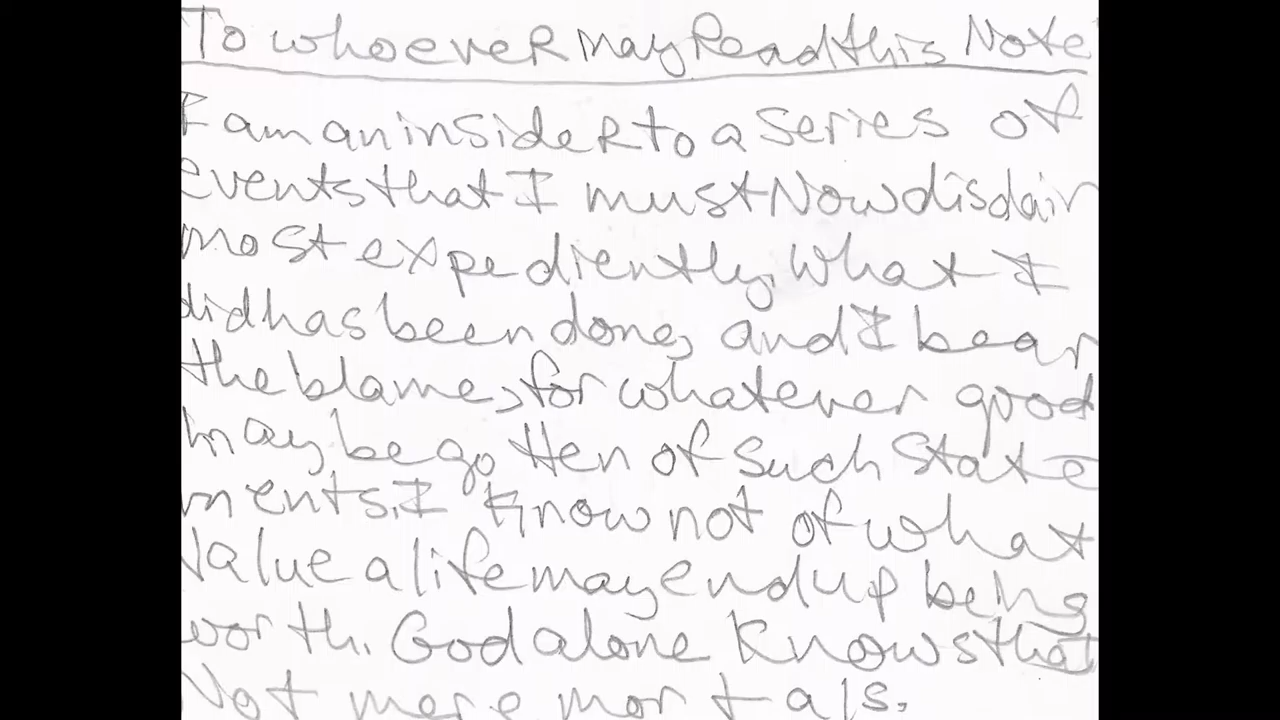 To whoever may Read this Note
I am an insider to a series of
events that I must Now disdain
most expediently. What I
did has been done, and I bear
the blame, for whatever good
may be gotten of such state
ments. I know not of what
value a life may end up being
worth. God alone knows that
Not mere mortals.